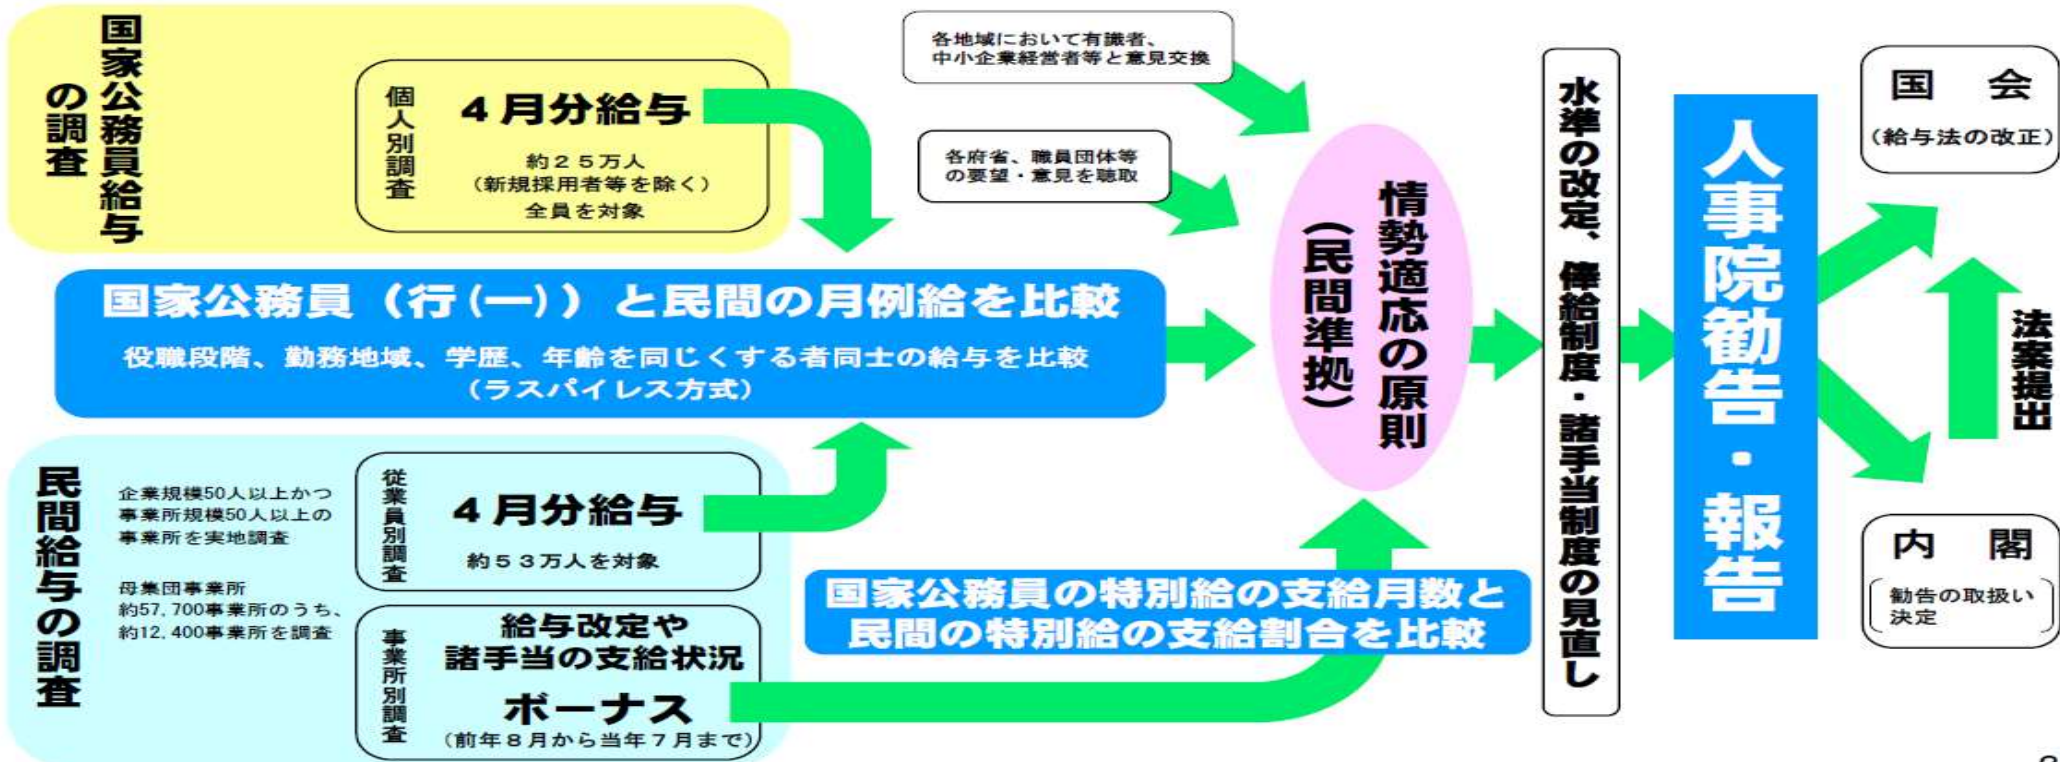 国家公務員給与
の調査
個人別調査
４月分給与
約２５万人
（新規採用者等を除く）
全員を対象
各地域において有識者、
中小企業経営者等と意見交換
各府省、職員団体等
の要望・意見を聴取
国家公務員（行(一)）と民間の月例給を比較
役職段階、勤務地域、学歴、年齢を同じくする者同士の給与を比較
（ラスパイレス方式）
民間給与の調査
企業規模50人以上かつ
事業所規模50人以上の
事業所を実地調査
母集団事業所
約57,700事業所のうち、
約12,400事業所を調査
従業員別調査
４月分給与
約５３万人を対象
事業所別調査
給与改定や
諸手当の支給状況
ボーナス
（前年８月から当年７月まで）
国家公務員の特別給の支給月数と
民間の特別給の支給割合を比較
情勢適応の原則
（民間準拠）
水準の改定、俸給制度・諸手当制度の見直し
人事院勧告・報告
国　会
（給与法の改正）
法案提出
内　閣
勧告の取扱い
決定